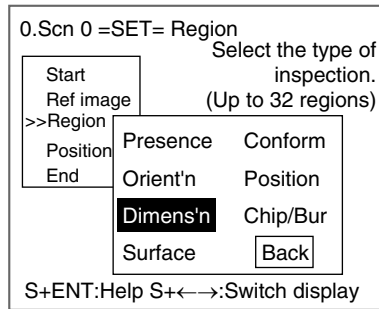 0.Scn 0 =SET= Region
Select the type of
inspection.
(Up to 32 regions)
Start
Ref image
>>Region
Position
End
Presence Conform
Orient'n Position
Dimens'n Chip/Bur
Surface Back
S+ENT:Help S+←→:Switch display